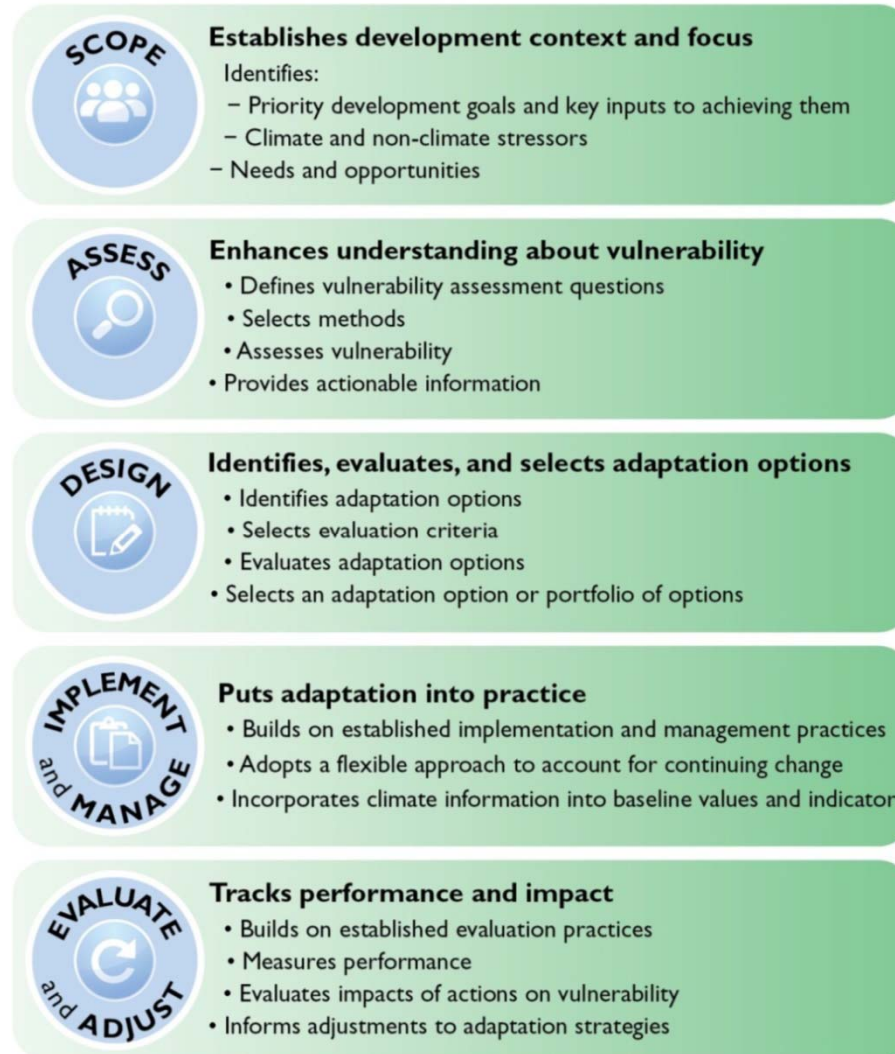 SCOPE
Establishes development context and focus
Identifies:
– Priority development goals and key inputs to achieving them
– Climate and non-climate stressors
– Needs and opportunities
ASSESS
Enhances understanding about vulnerability
• Defines vulnerability assessment questions
• Selects methods
• Assesses vulnerability
• Provides actionable information
DESIGN
Identifies, evaluates, and selects adaptation options
• Identifies adaptation options
• Selects evaluation criteria
• Evaluates adaptation options
• Selects an adaptation option or portfolio of options
IMPLEMENT
and MANAGE
Puts adaptation into practice
• Builds on established implementation and management practices
• Adopts a flexible approach to account for continuing change
• Incorporates climate information into baseline values and indicator
EVALUATE
and ADJUST
Tracks performance and impact
• Builds on established evaluation practices
• Measures performance
• Evaluates impacts of actions on vulnerability
• Informs adjustments to adaptation strategies